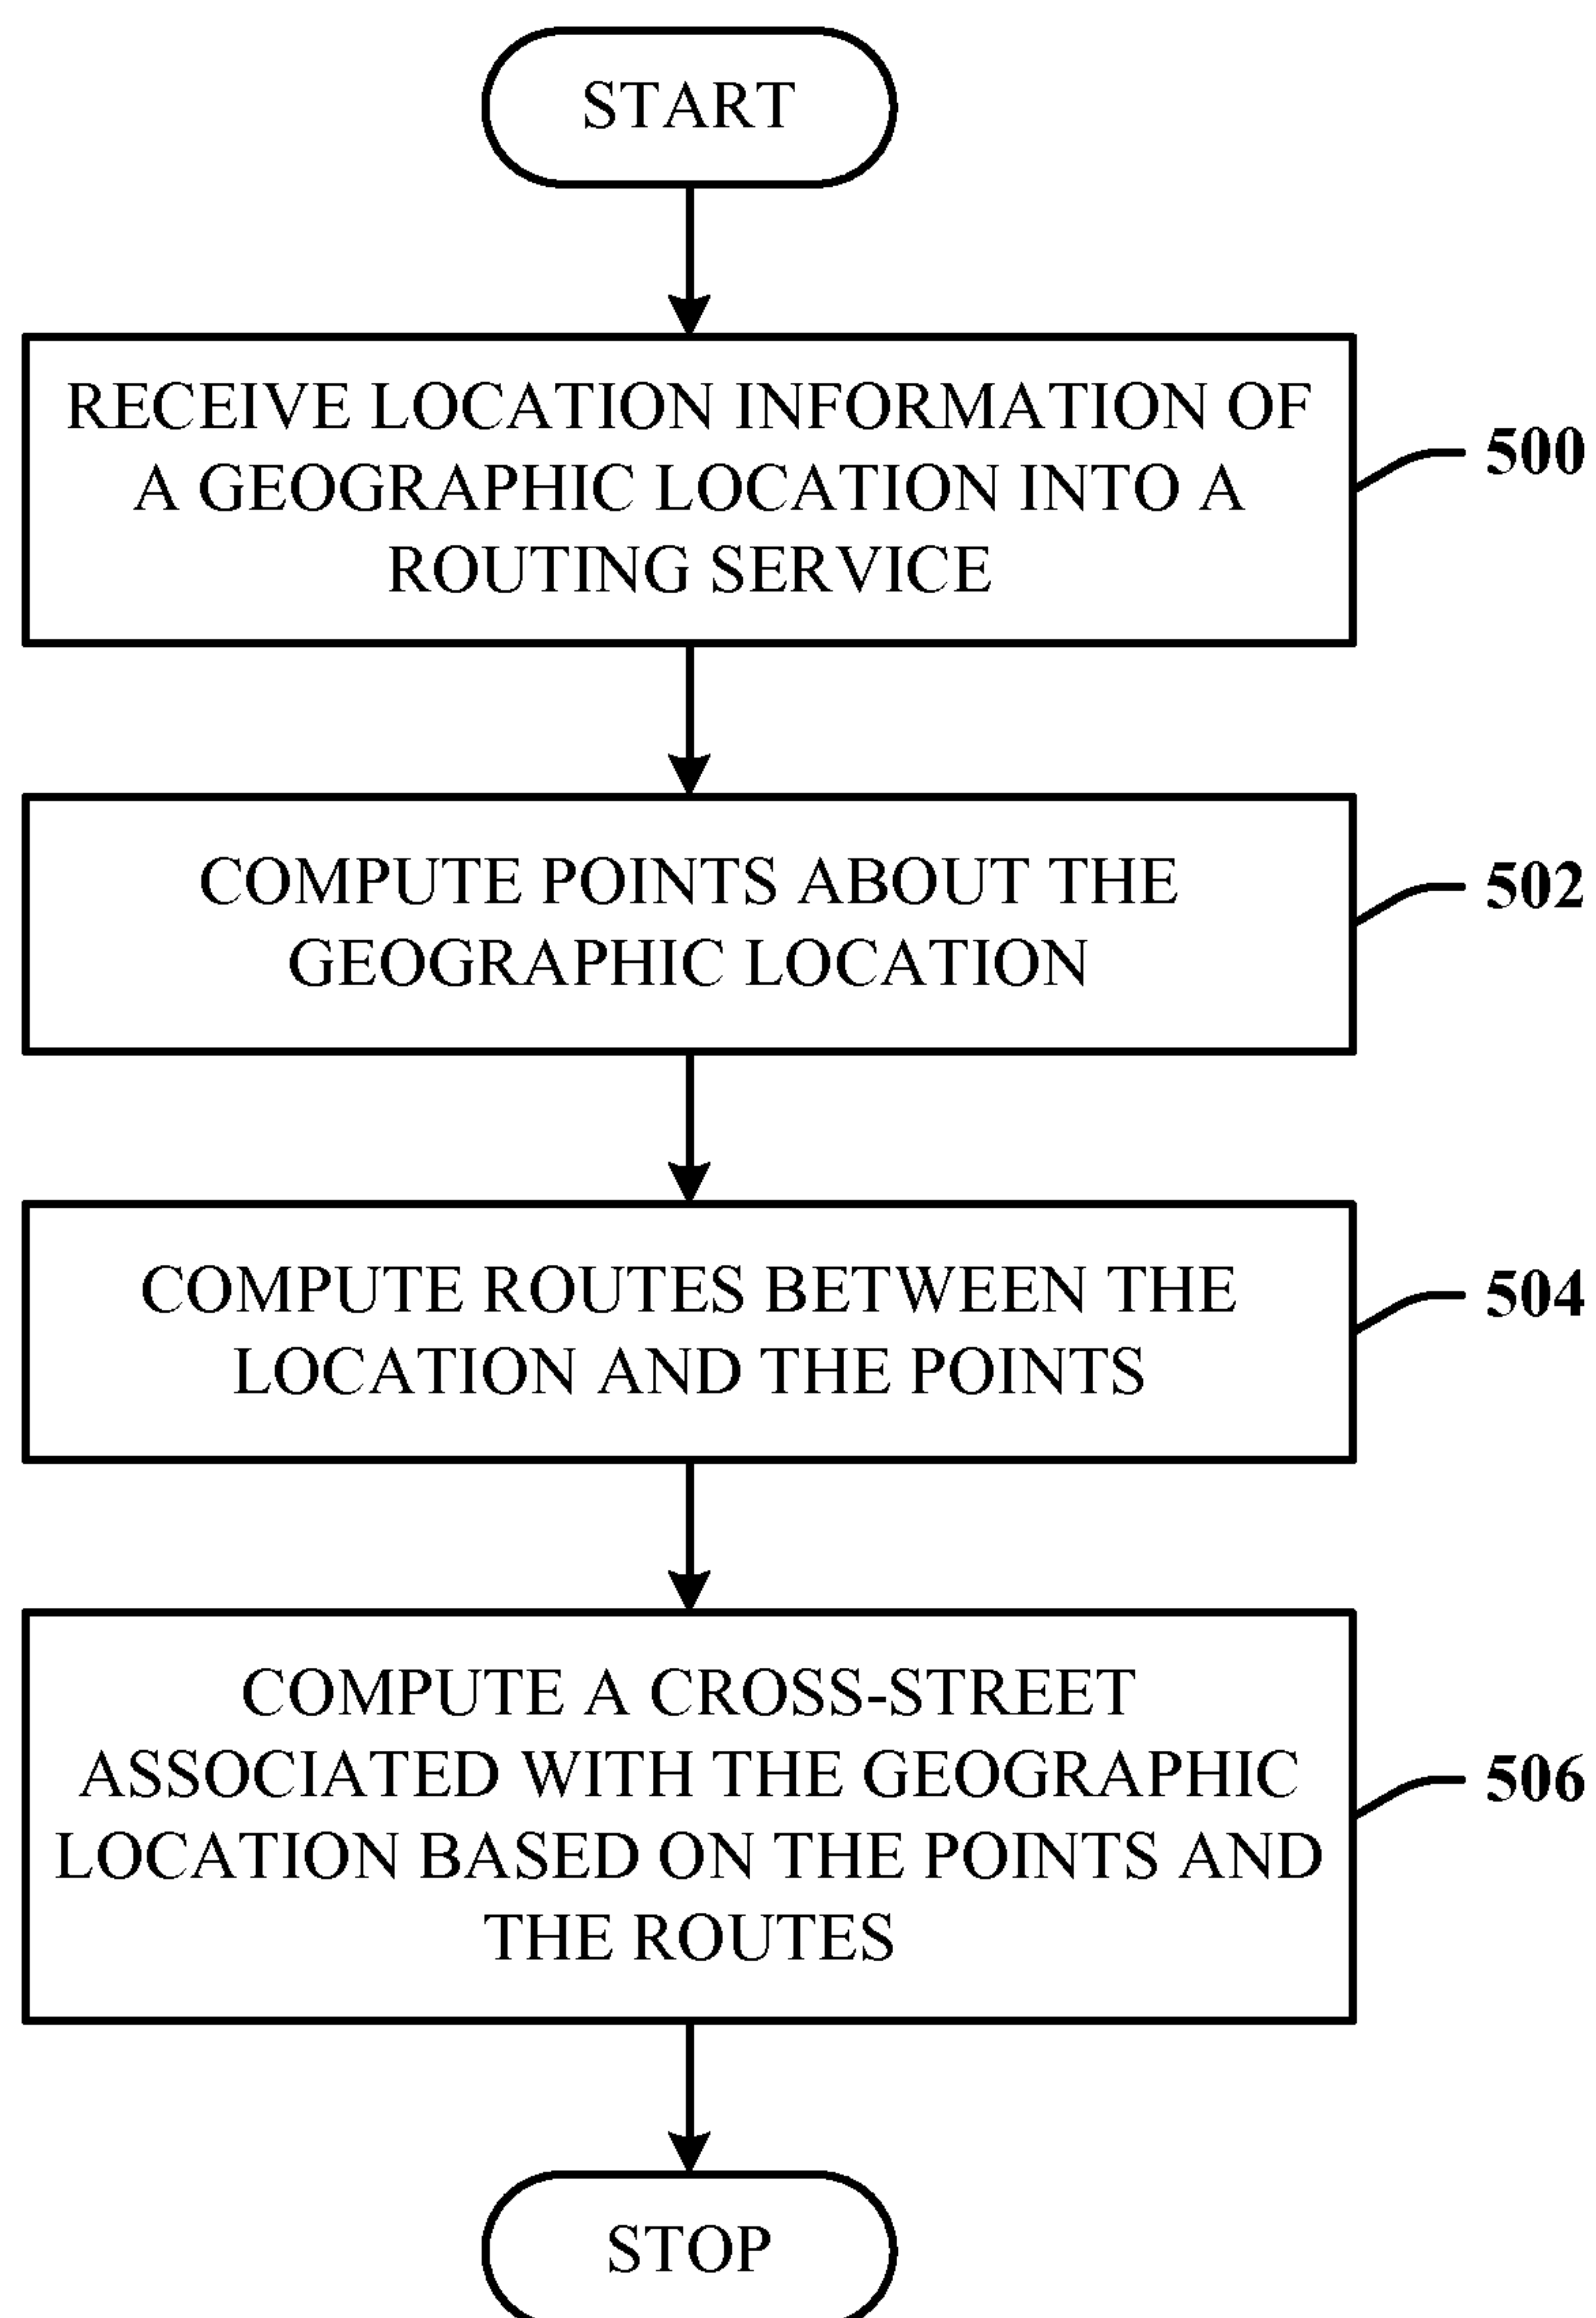 START
RECEIVE LOCATION INFORMATION OF
A GEOGRAPHIC LOCATION INTO A
ROUTING SERVICE
500
COMPUTE POINTS ABOUT THE
GEOGRAPHIC LOCATION
502
COMPUTE ROUTES BETWEEN THE
LOCATION AND THE POINTS
504
COMPUTE A CROSS-STREET
ASSOCIATED WITH THE GEOGRAPHIC
LOCATION BASED ON THE POINTS AND
THE ROUTES
506
STOP